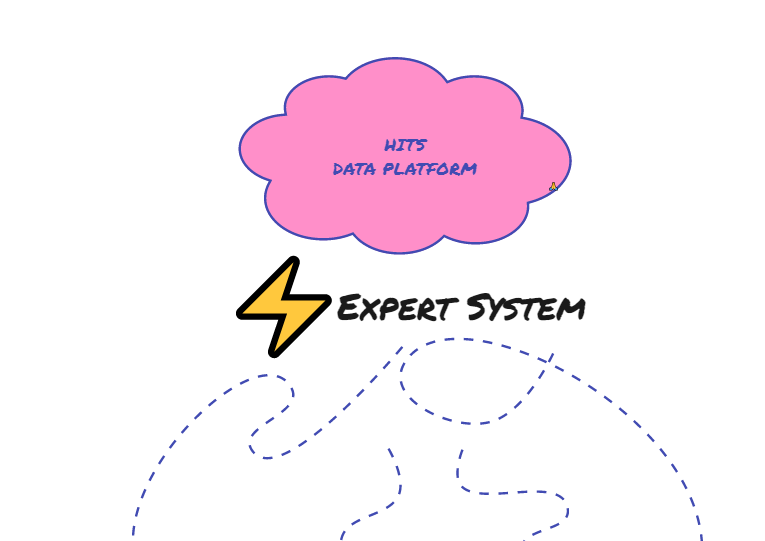 HITS
DATA PLATFORM
EXPERT SYSTEM